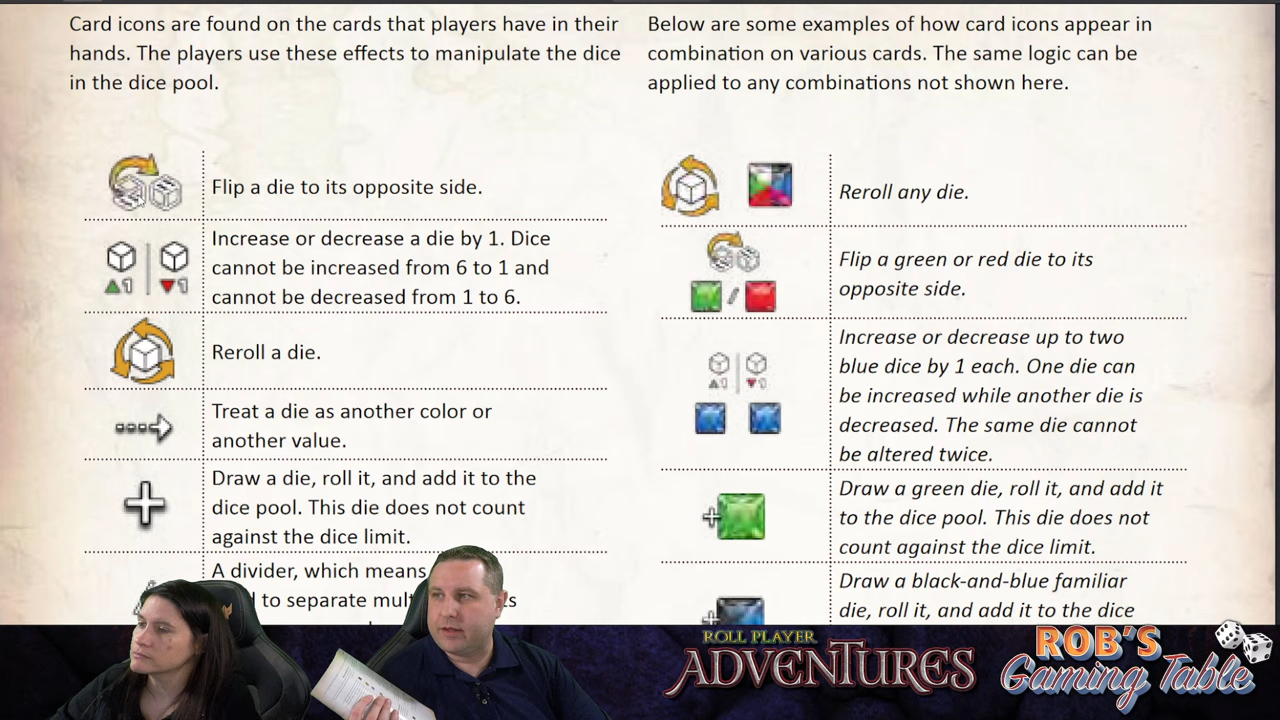 Card icons are found on the cards that players have in their
hands. The players use these effects to manipulate the dice
in the dice pool.
Flip a die to its opposite side.
Increase or decrease a die by 1. Dice
cannot be increased from 6 to 1 and
cannot be decreased from 1 to 6.
1 1
Reroll a die.
Treat a die as another color or
another value.
Draw a die, roll it, and add it to the
dice pool. This die does not count
against the dice limit.
A divider, which means
to separate
Below are some examples of how card icons appear in
combination on various cards. The same logic can be
applied to any combinations not shown here.
Reroll any die.
Flip a green or red die to its
opposite side.
/
Increase or decrease up to two
blue dice by 1 each. One die can
be increased while another die is
decreased. The same die cannot
be altered twice.
1 1
Draw a green die, roll it, and add it
to the dice pool. This die does not
count against the dice limit.
Draw a black-and-blue familiar
die, roll it, and add it to the dice
ROLL PLAYER
ADVENTURES
ROB'S
Gaming Table